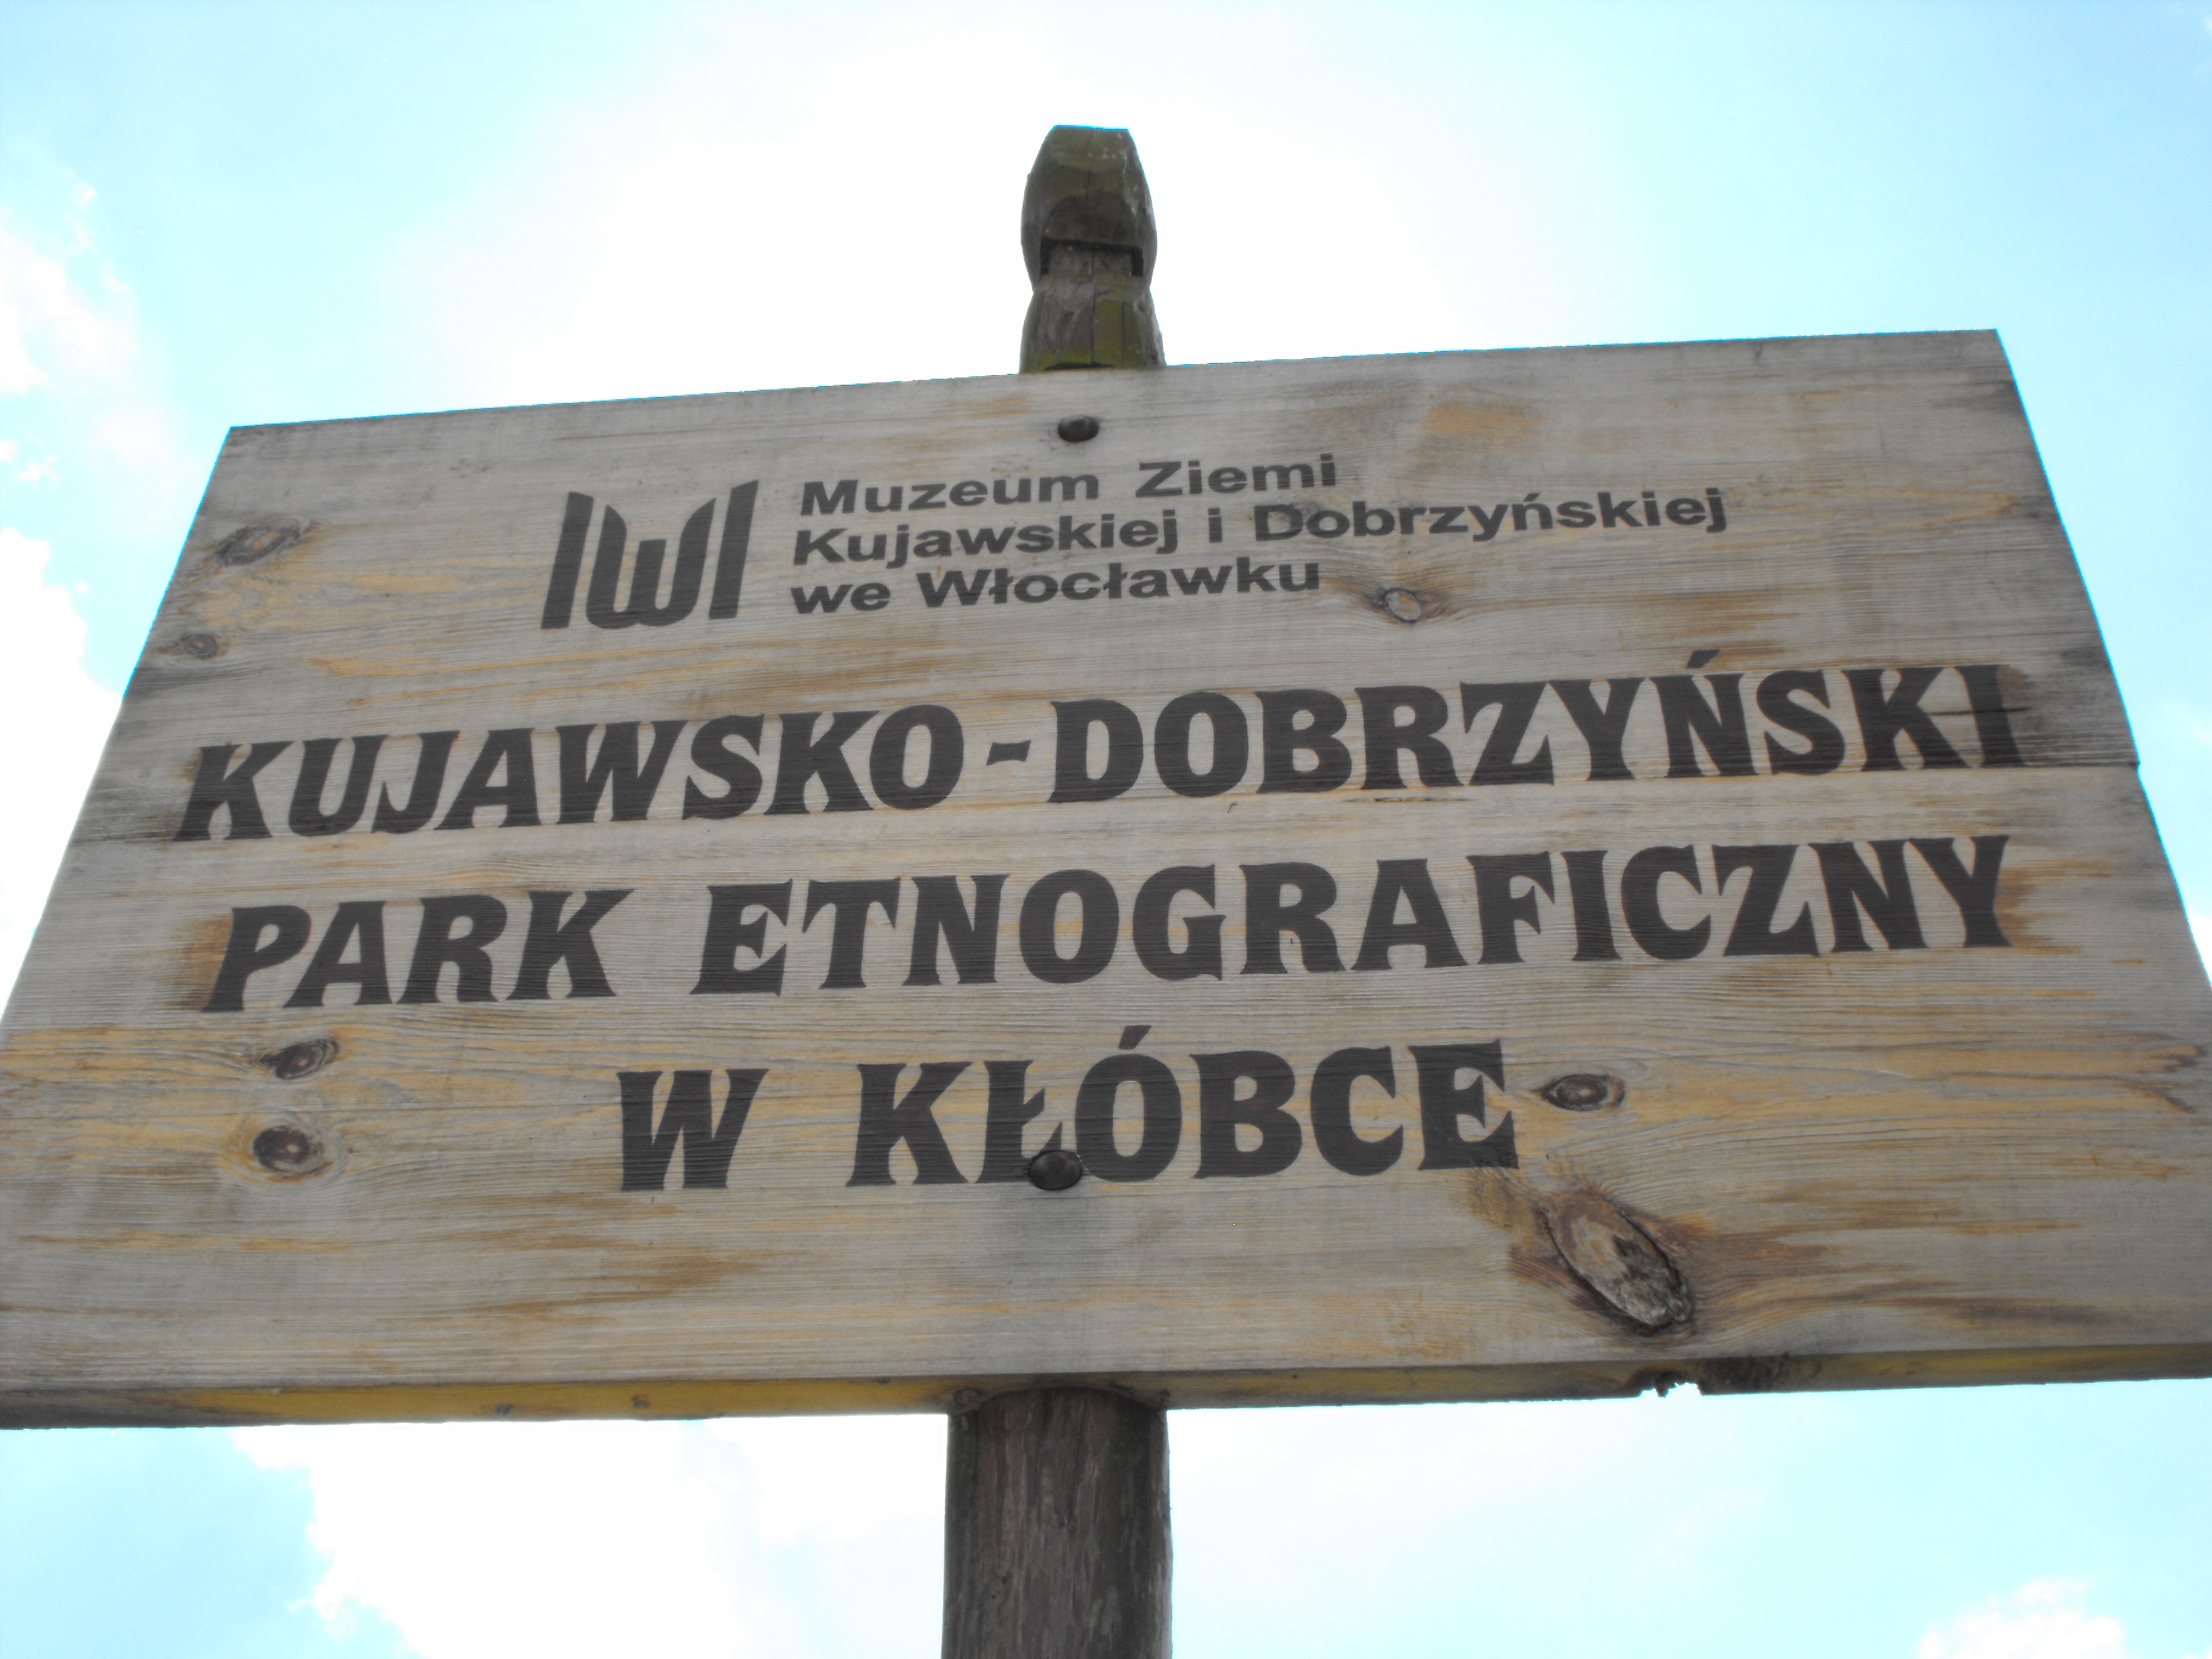 Muzeum Ziemi
Kujawskiej i Dobrzyńskiej
we Włocławku
KUJAWSKO-DOBRZYŃSKI
PARK ETNOGRAFICZNY
W KŁÓBCE